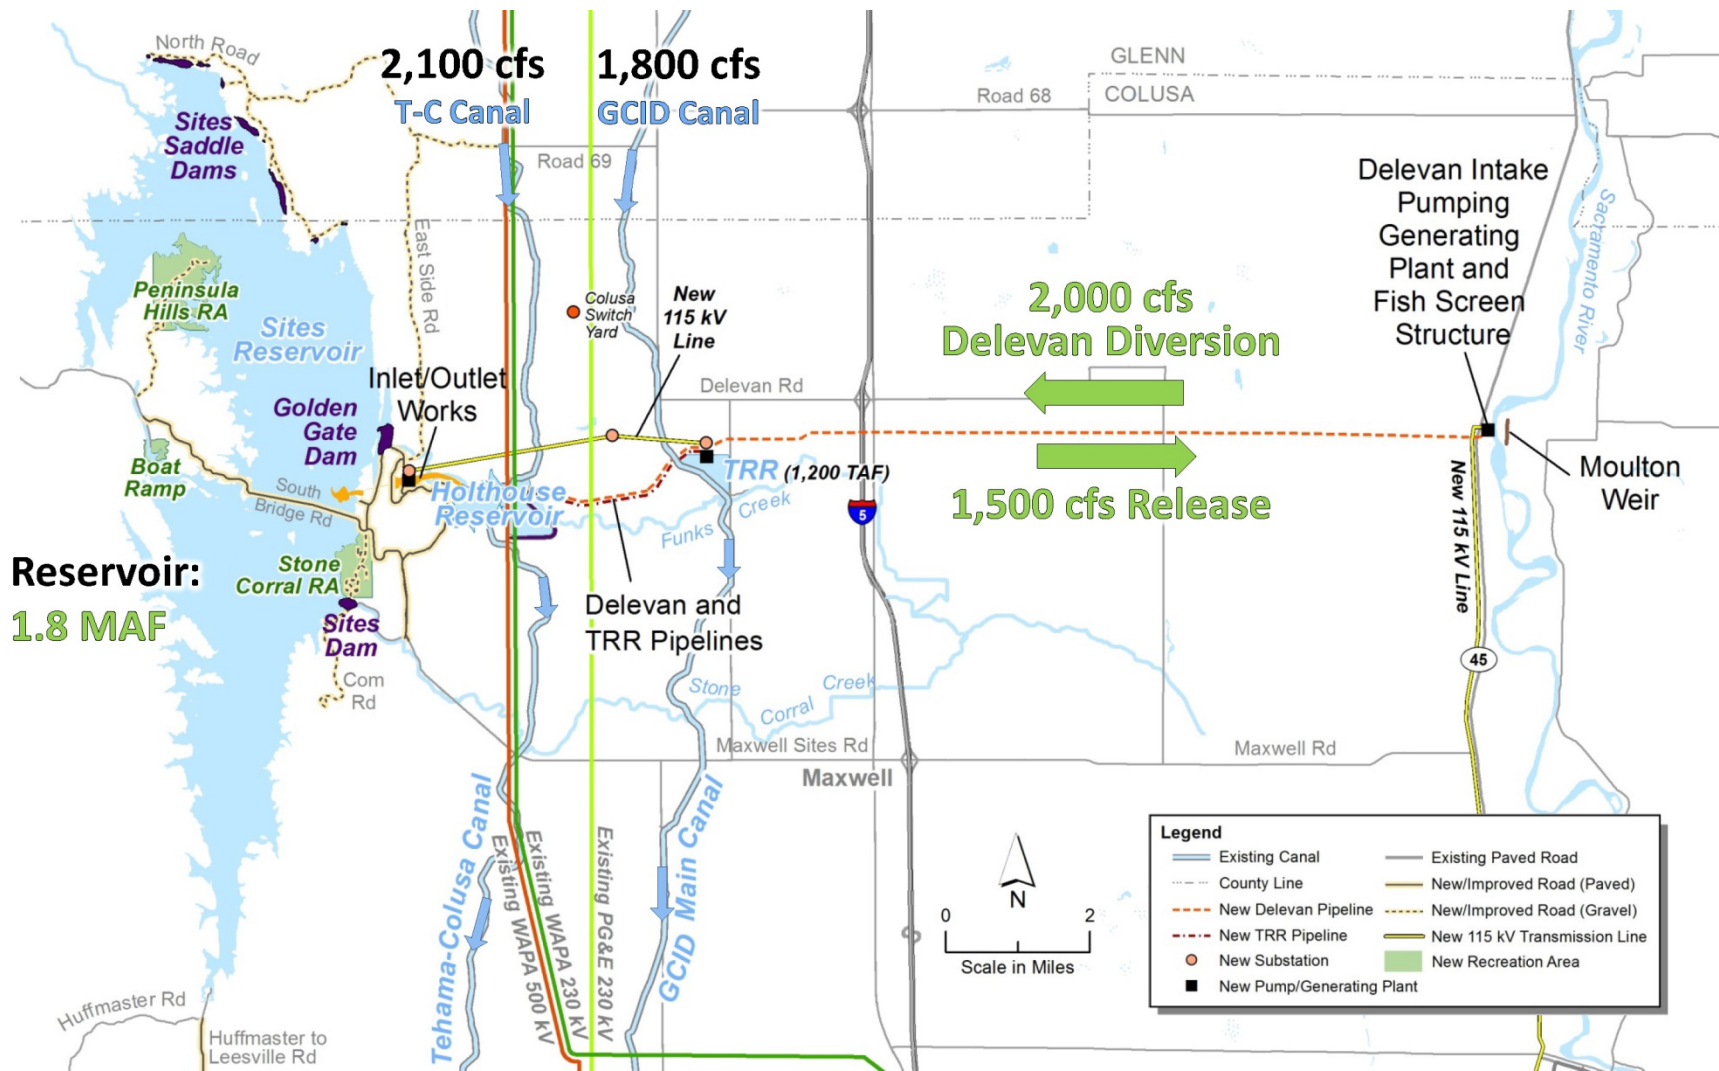 North Road
2,100 cfs
T-C Canal
1,800 cfs
GCID Canal
GLENN
COLUSA
Road 68
Road 69
Sites
Saddle
Dams
East Side Rd
Delevan Intake
Pumping
Generating
Plant and
Fish Screen
Structure
Sacramento River
Peninsula
Hills RA
Sites
Reservoir
Colusa
Switch
Yard
New
115 kV
Line
2,000 cfs
Delevan Diversion
Inlet/Outlet
Works
Delevan Rd
Golden
Gate
Dam
Boat
Ramp
South
Bridge Rd
Holthouse
Reservoir
TRR (1,200 TAF)
Funks Creek
5
1,500 cfs Release
Moulton
Weir
New 115 kV Line
Reservoir:
1.8 MAF
Stone
Corral RA
Sites
Dam
Com
Rd
Delevan and
TRR Pipelines
45
Stone Corral Creek
Maxwell Sites Rd
Maxwell Rd
Maxwell
Tehama-Colusa Canal
Existing WAPA 500 kV
Existing WAPA 230 kV
Existing PG&E 230 kV
GCID Main Canal
Huffmaster Rd
Huffmaster to
Leesville Rd
N
0 2
Scale in Miles
Legend
Existing Canal
County Line
New Delevan Pipeline
New TRR Pipeline
New Substation
New Pump/Generating Plant
Existing Paved Road
New/Improved Road (Paved)
New/Improved Road (Gravel)
New 115 kV Transmission Line
New Recreation Area